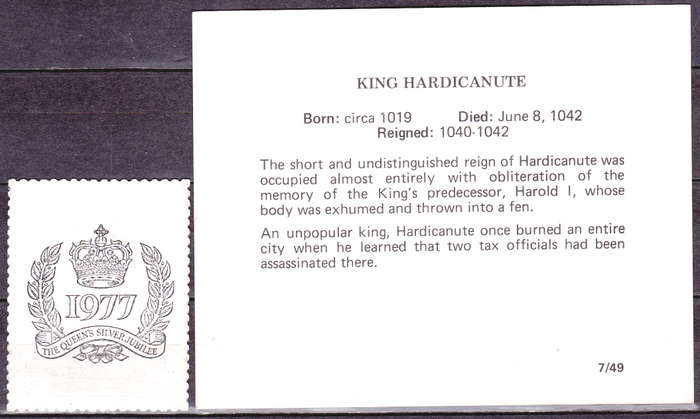 KING HARDICANUTE
Born: circa 1019 Died: June 8, 1042
Reigned: 1040-1042
The short and undistinguished reign of Hardicanute was
occupied almost entirely with obliteration of the
memory of the King's predecessor, Harold I, whose
body was exhumed and thrown into a fen.
An unpopular king, Hardicanute once burned an entire
city when he learned that two tax officials had been
assassinated there.
7/49
1977
THE QUEEN'S SILVER JUBILEE